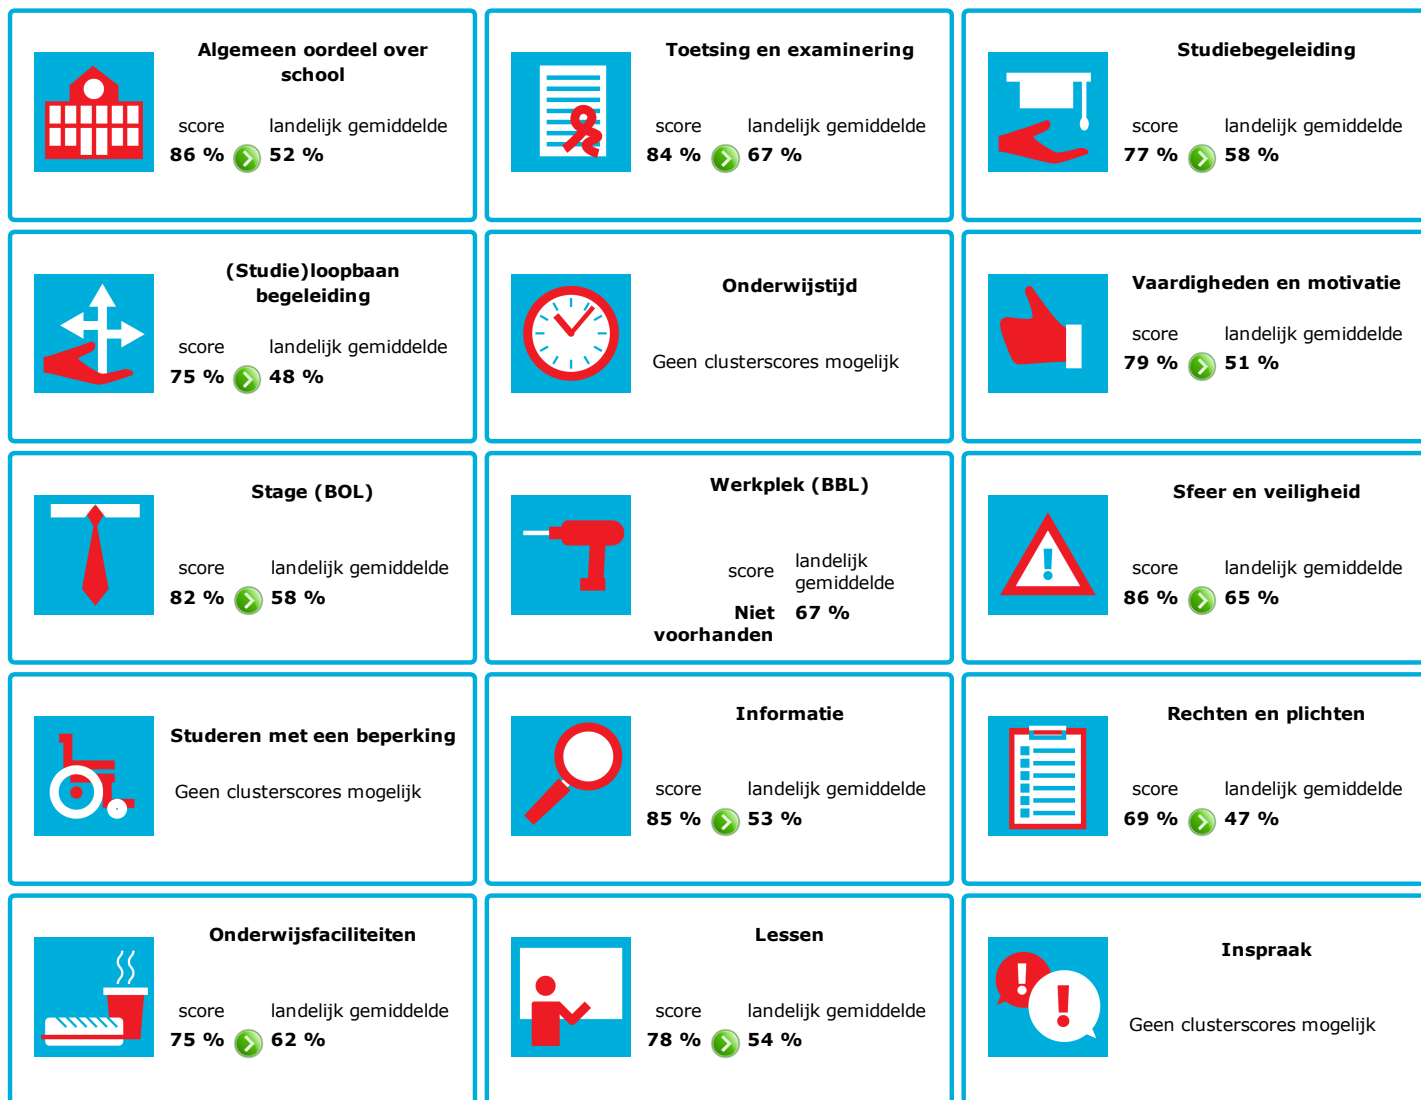 Algemeen oordeel over
school
score landelijk gemiddelde
86 % 52 %
Toetsing en examinering
score landelijk gemiddelde
84 % 67 %
Studiebegeleiding
score landelijk gemiddelde
77 % 58 %
(Studie)loopbaan
begeleiding
score landelijk gemiddelde
75 % 48 %
Onderwijstijd
Geen clusterscores mogelijk
Vaardigheden en motivatie
score landelijk gemiddelde
79 % 51 %
Stage (BOL)
score landelijk gemiddelde
82 % 58 %
Werkplek (BBL)
score landelijk
gemiddelde
Niet 67 %
voorhanden
Sfeer en veiligheid
score landelijk gemiddelde
86 % 65 %
Studeren met een beperking
Geen clusterscores mogelijk
Informatie
score landelijk gemiddelde
85 % 53 %
Rechten en plichten
score landelijk gemiddelde
69 % 47 %
Onderwijsfaciliteiten
score landelijk gemiddelde
75 % 62 %
Lessen
score landelijk gemiddelde
78 % 54 %
Inspraak
Geen clusterscores mogelijk